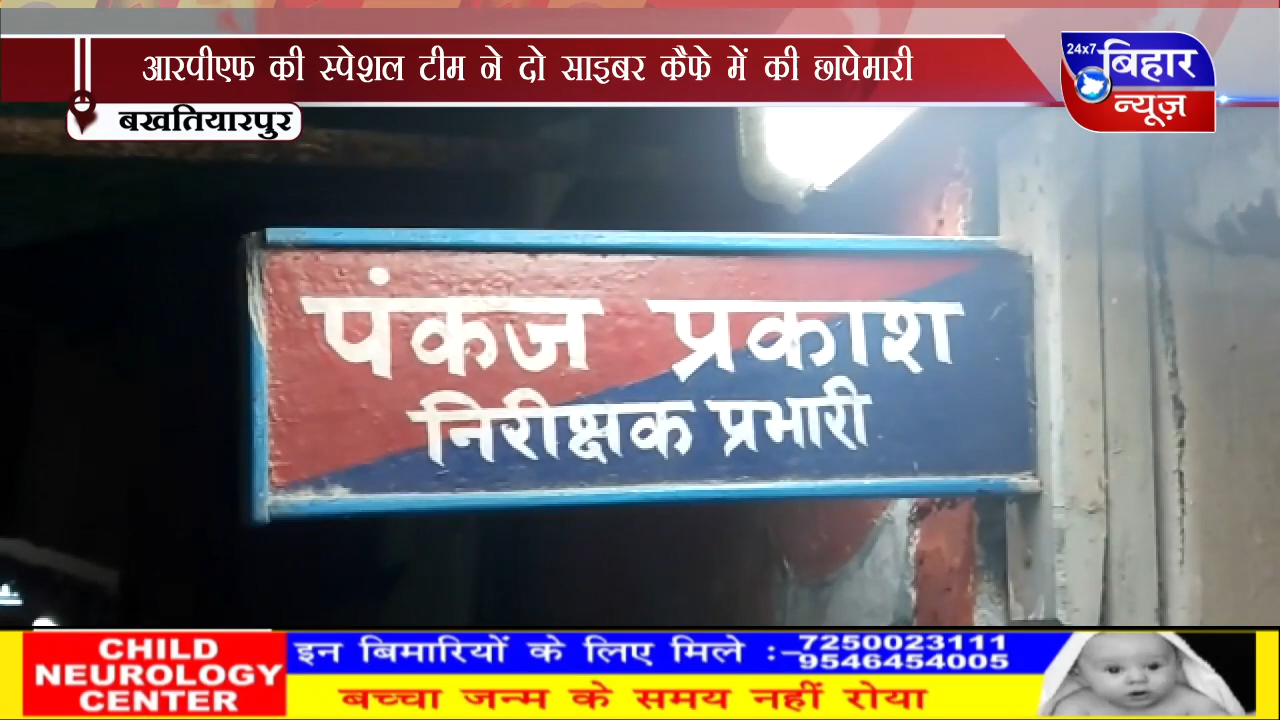 आरपीएफ की स्पेशल टीम ने दो साइबर कैफे में की छापेमारी
24x7
बिहार
न्यूज़
बखतियारपुर
पंकज प्रकाश
निरीक्षक प्रभारी
CHILD
NEUROLOGY
CENTER
इन बिमारियों के लिए मिले :–7250023111
9546454005
बच्चा जन्म के समय नहीं रोया